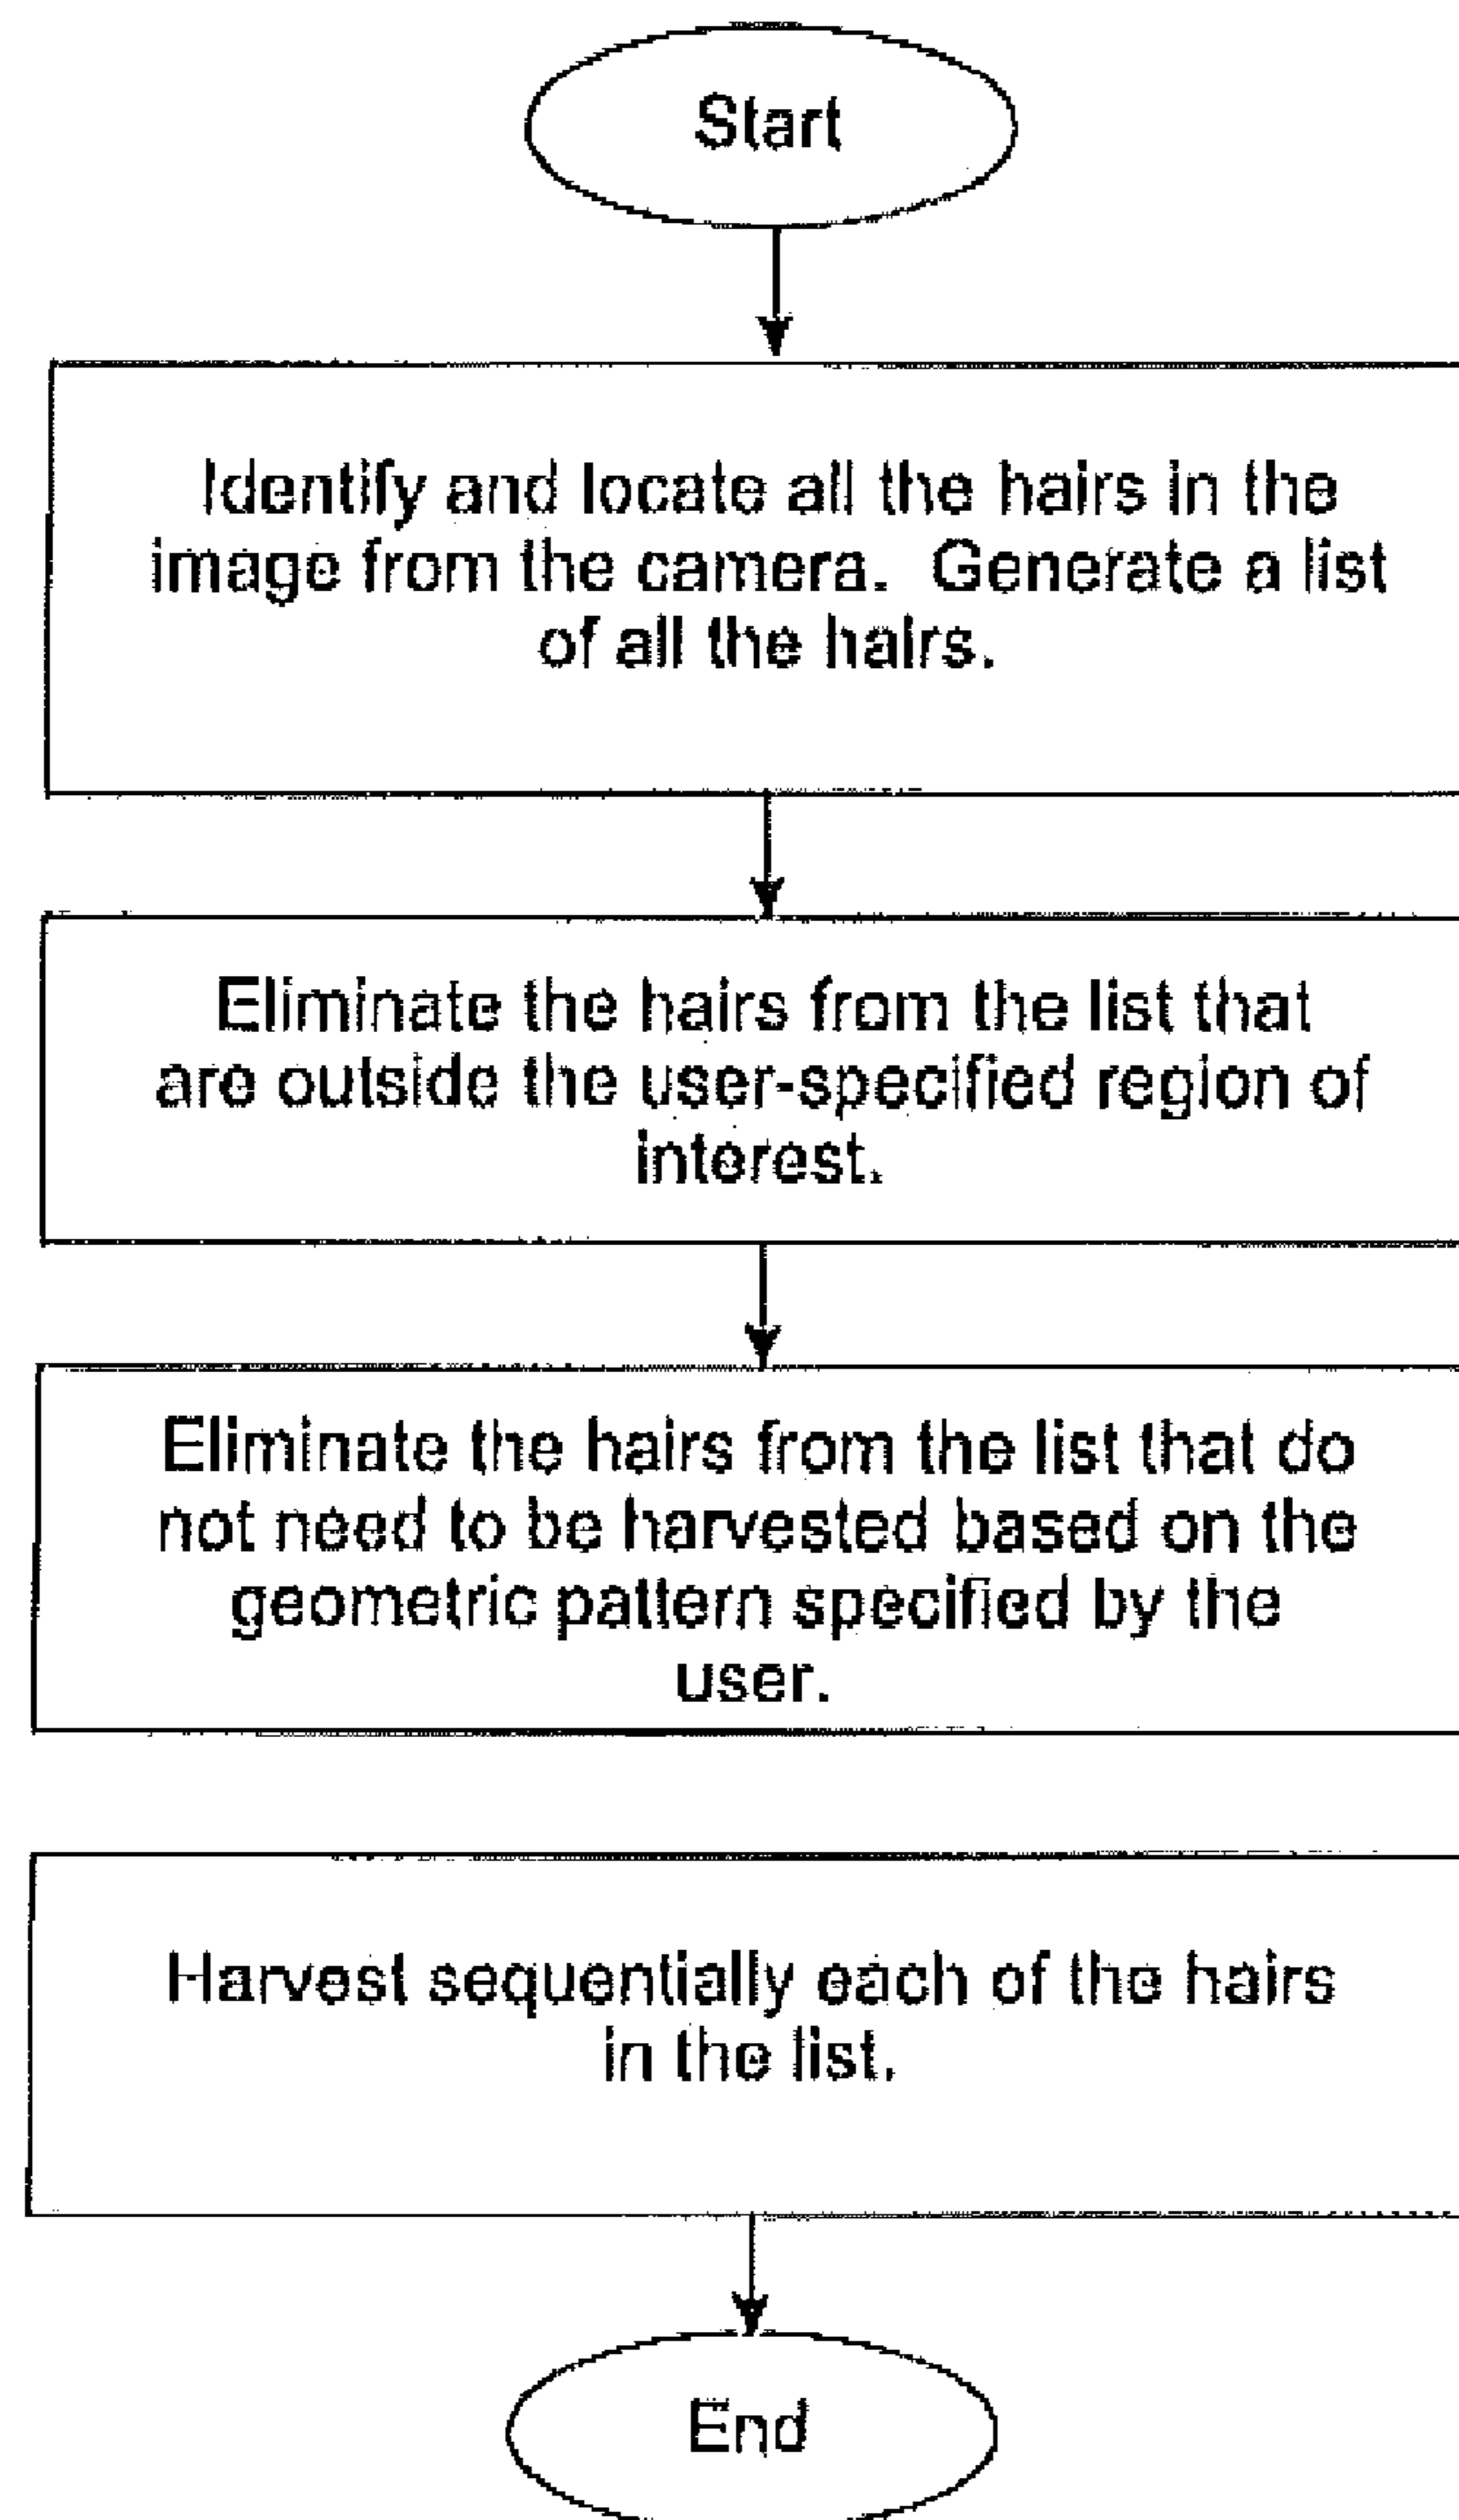 Start
Identify and locate all the hairs in the
image from the camera. Generate a list
of all the hairs.
Eliminate the hairs from the list that
are outside the user-specified region of
interest.
Eliminate the hairs from the list that do
not need to be harvested based on the
geometric pattern specified by the
user.
Harvest sequentially each of the hairs
in the list.
End